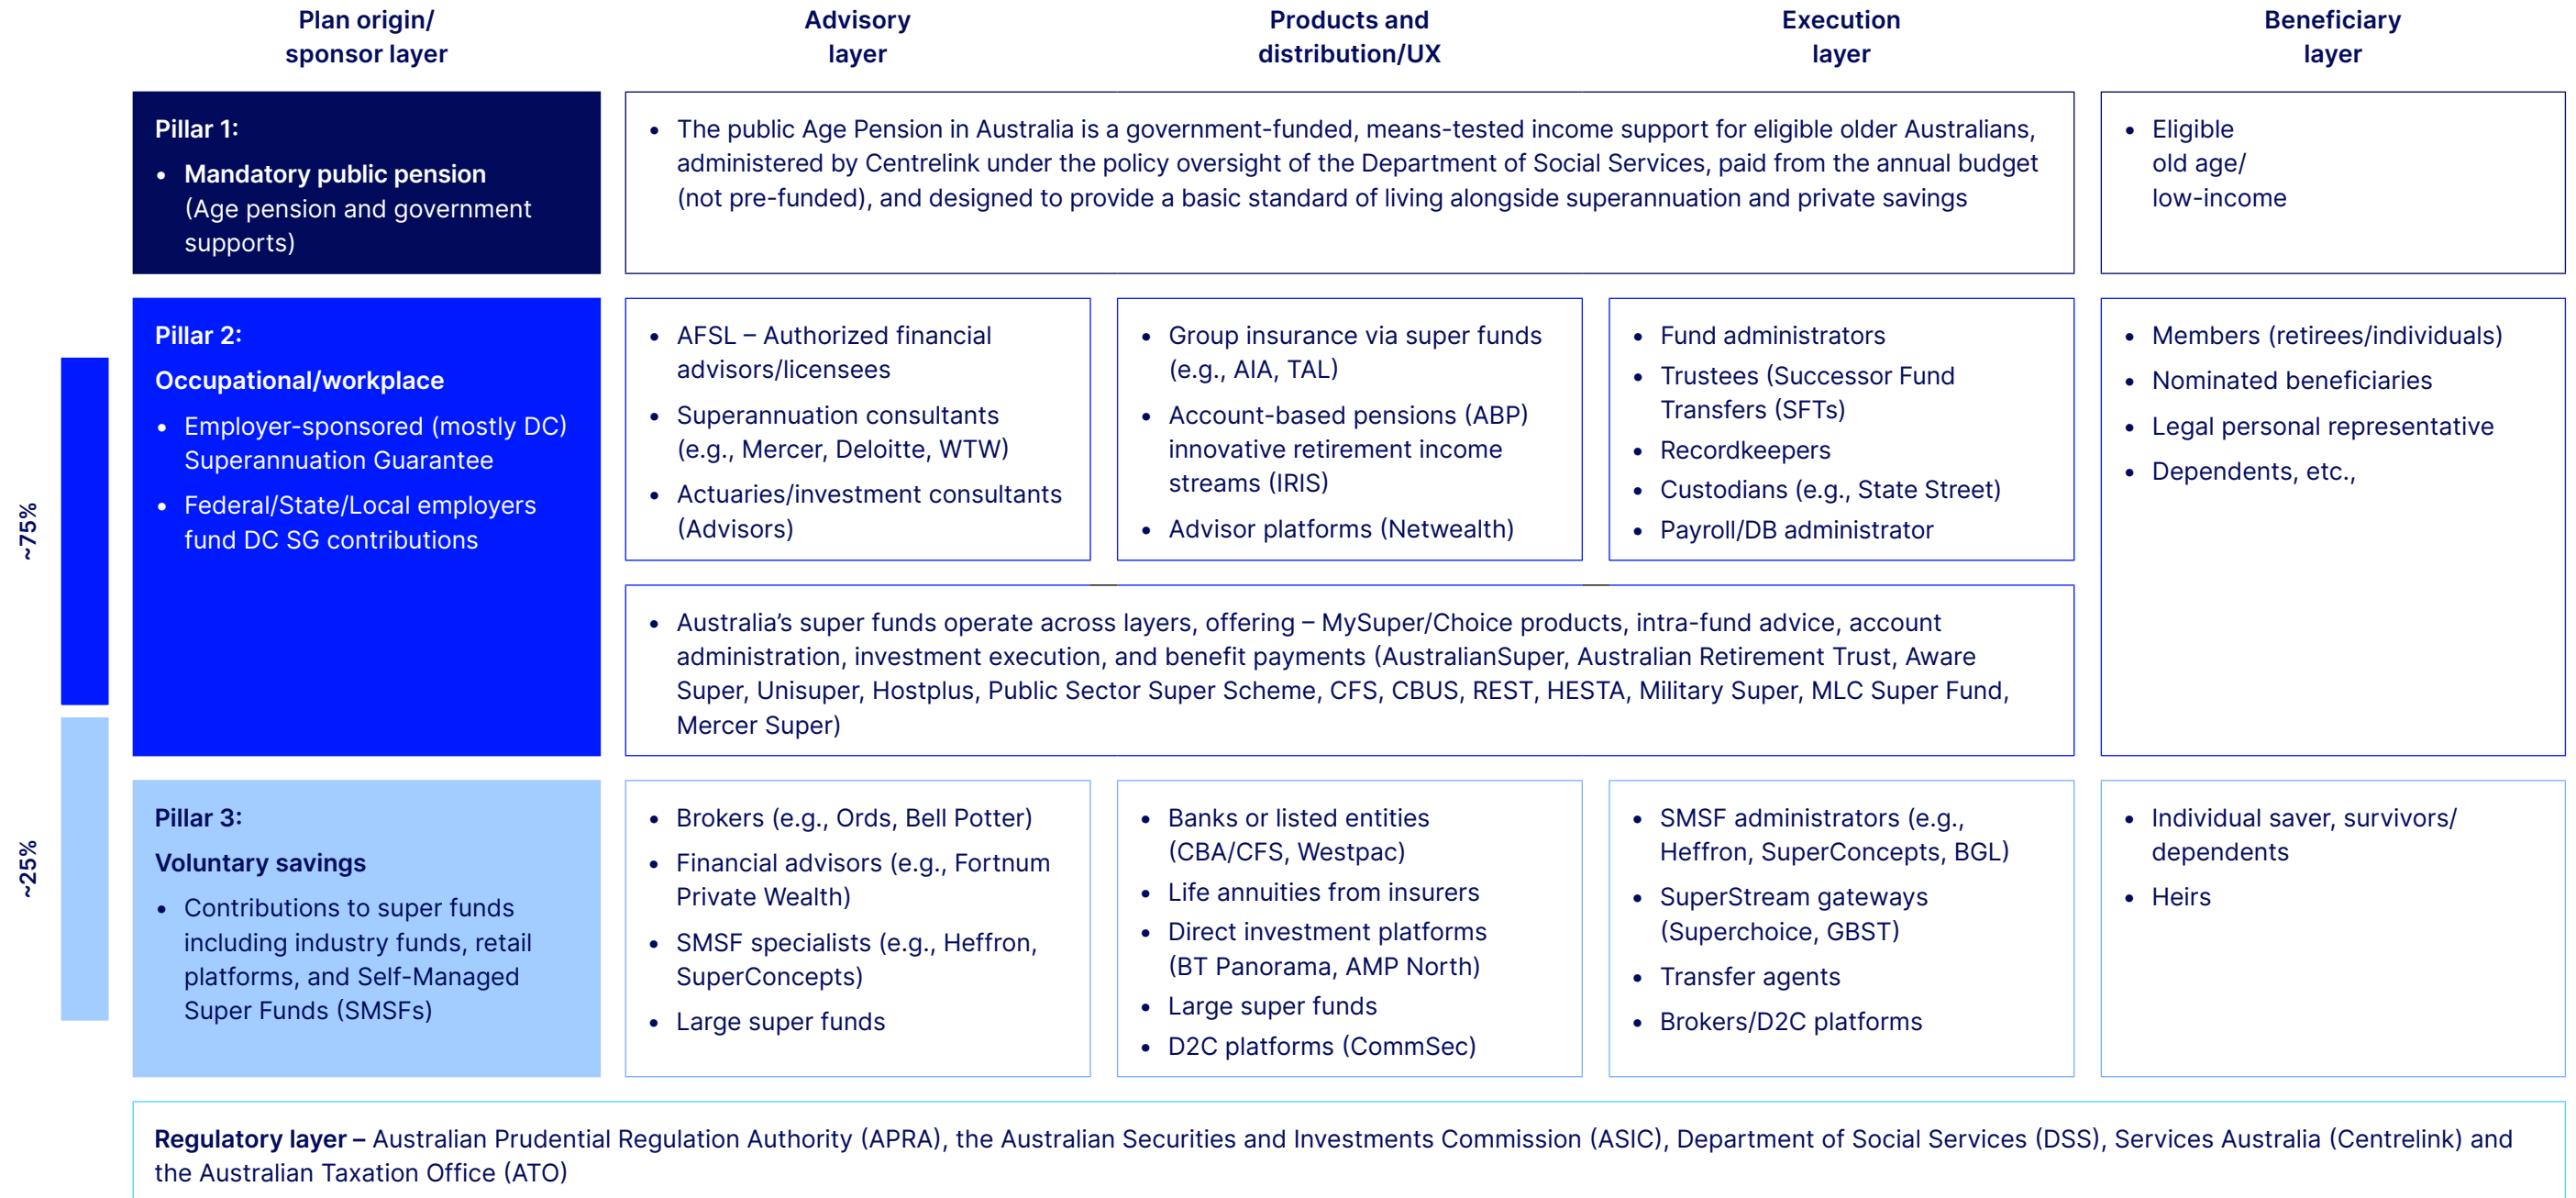 Plan origin/
sponsor layer
Advisory
layer
Products and
distribution/UX
Execution
layer
Beneficiary
layer
Pillar 1:
• Mandatory public pension
(Age pension and government
supports)
• The public Age Pension in Australia is a government-funded, means-tested income support for eligible older Australians,
administered by Centrelink under the policy oversight of the Department of Social Services, paid from the annual budget
(not pre-funded), and designed to provide a basic standard of living alongside superannuation and private savings
• Eligible
old age/
low-income
~75%
Pillar 2:
Occupational/workplace
• Employer-sponsored (mostly DC)
Superannuation Guarantee
• Federal/State/Local employers
fund DC SG contributions
• AFSL – Authorized financial
advisors/licensees
• Superannuation consultants
(e.g., Mercer, Deloitte, WTW)
• Actuaries/investment consultants
(Advisors)
• Group insurance via super funds
(e.g., AIA, TAL)
• Account-based pensions (ABP)
innovative retirement income
streams (IRIS)
• Advisor platforms (Netwealth)
• Fund administrators
• Trustees (Successor Fund
Transfers (SFTs)
• Recordkeepers
• Custodians (e.g., State Street)
• Payroll/DB administrator
• Members (retirees/individuals)
• Nominated beneficiaries
• Legal personal representative
• Dependents, etc.,
• Australia’s super funds operate across layers, offering – MySuper/Choice products, intra-fund advice, account
administration, investment execution, and benefit payments (AustralianSuper, Australian Retirement Trust, Aware
Super, Unisuper, Hostplus, Public Sector Super Scheme, CFS, CBUS, REST, HESTA, Military Super, MLC Super Fund,
Mercer Super)
~25%
Pillar 3:
Voluntary savings
• Contributions to super funds
including industry funds, retail
platforms, and Self-Managed
Super Funds (SMSFs)
• Brokers (e.g., Ords, Bell Potter)
• Financial advisors (e.g., Fortnum
Private Wealth)
• SMSF specialists (e.g., Heffron,
SuperConcepts)
• Large super funds
• Banks or listed entities
(CBA/CFS, Westpac)
• Life annuities from insurers
• Direct investment platforms
(BT Panorama, AMP North)
• Large super funds
• D2C platforms (CommSec)
• SMSF administrators (e.g.,
Heffron, SuperConcepts, BGL)
• SuperStream gateways
(Superchoice, GBST)
• Transfer agents
• Brokers/D2C platforms
• Individual saver, survivors/
dependents
• Heirs
Regulatory layer – Australian Prudential Regulation Authority (APRA), the Australian Securities and Investments Commission (ASIC), Department of Social Services (DSS), Services Australia (Centrelink) and
the Australian Taxation Office (ATO)